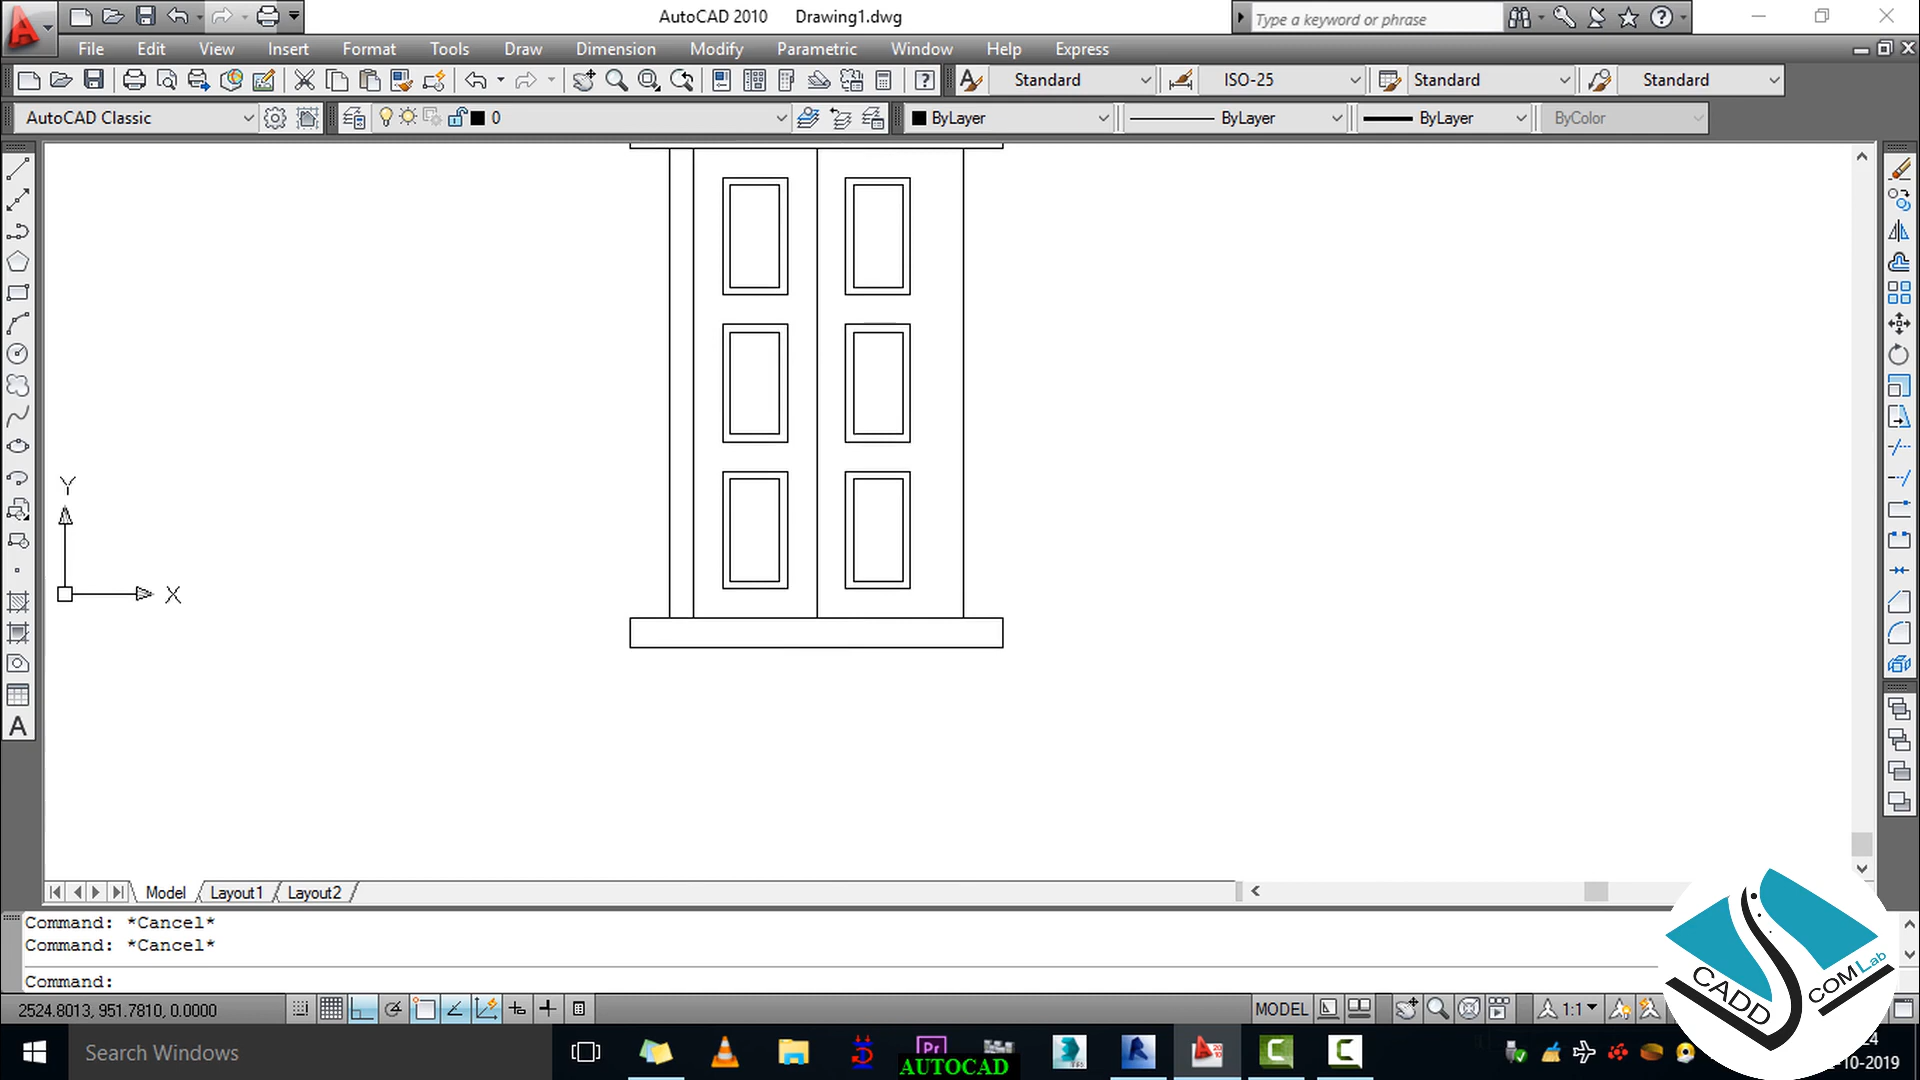 AutoCAD 2010 Drawing1.dwg
Type a keyword or phrase
File Edit View Insert Format Tools Draw Dimension Modify Parametric Window Help Express
Standard ISO-25 Standard Standard
AutoCAD Classic 0 ByLayer ByLayer ByLayer ByColor
Y
X
A
Model Layout1 Layout2
Command: *Cancel*
Command: *Cancel*
Command:
2524.8013, 951.7810, 0.0000 MODEL 1:1
CADD COM Lab
Search Windows
Pr
AUTOCAD
24
-10-2019